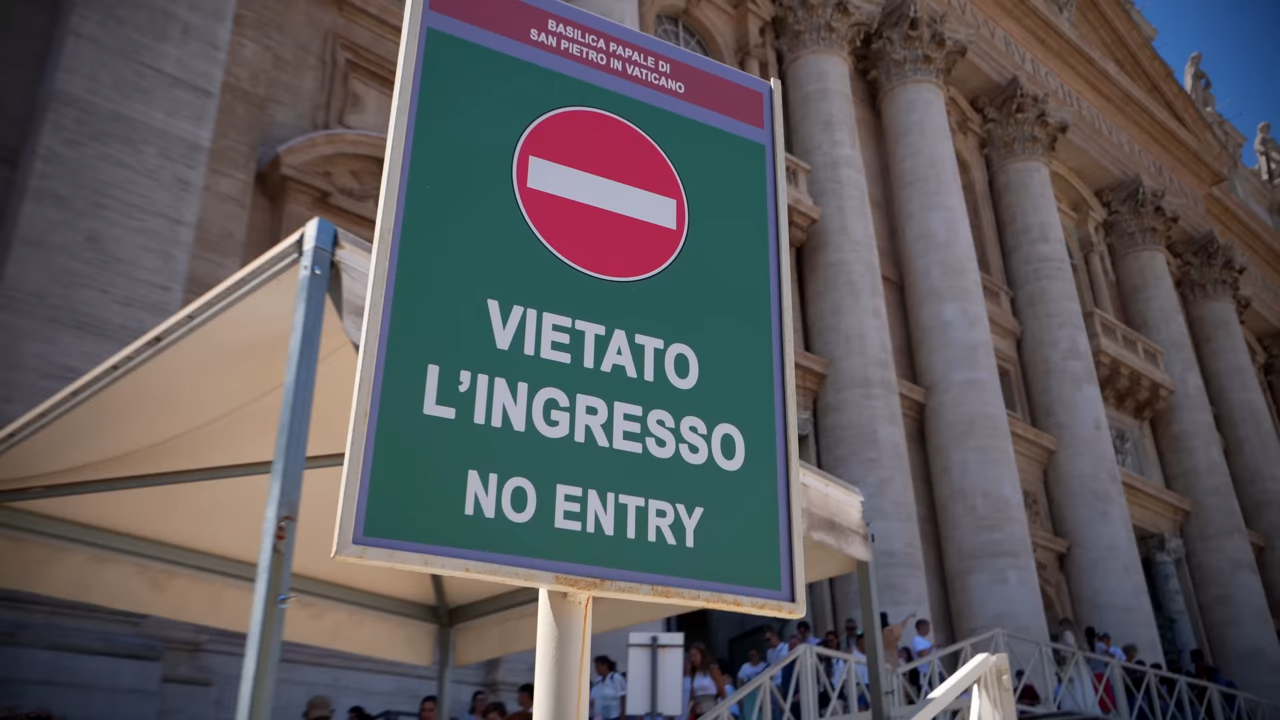 BASILICA PAPALE DI
SAN PIETRO IN VATICANO
VIETATO
L’INGRESSO
NO ENTRY